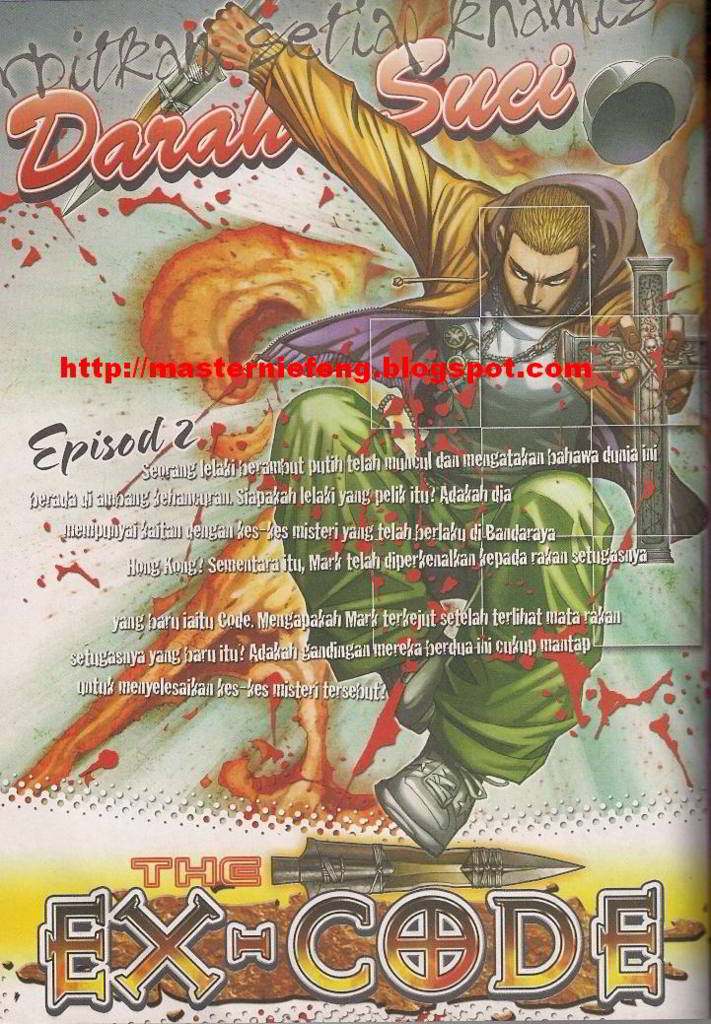 setiap khamis
Darah Suci
http://masterniefeng.blogspot.com
Episod 2
Seorang lelaki berambut putih telah muncul dan mengatakan bahawa dunia ini
berada di ambang kehancuran. Siapakah lelaki yang pelik itu? Adakah dia
mempunyai kaitan dengan kes-kes misteri yang telah berlaku di Bandaraya
Hong Kong? Sementara itu, Mark telah diperkenalkan kepada rakan setugasnya
yang baru iaitu Code. Mengapakah Mark terkejut setelah terlihat mata rakan
setugasnya yang baru itu? Adakah gandingan mereka berdua ini cukup mantap
untuk menyelesaikan kes-kes misteri tersebut?
THE
EX-CODE